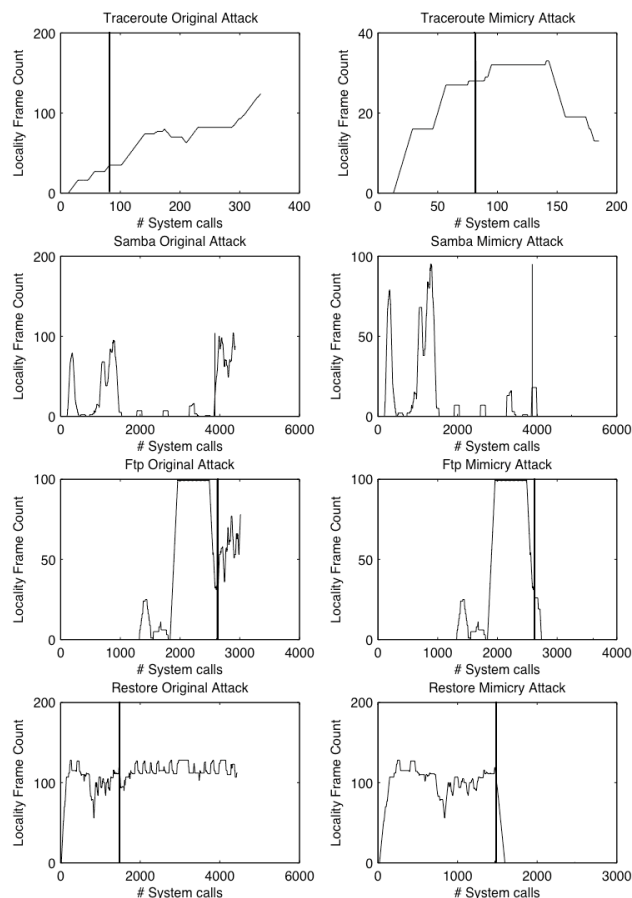 Traceroute Original Attack
200
100
0
Locality Frame Count
0 100 200 300 400
# System calls
Traceroute Mimicry Attack
40
20
0
Locality Frame Count
0 50 100 150 200
# System calls
Samba Original Attack
200
100
0
Locality Frame Count
0 2000 4000 6000
# System calls
Samba Mimicry Attack
100
50
0
Locality Frame Count
0 2000 4000 6000
# System calls
Ftp Original Attack
100
50
0
Locality Frame Count
0 1000 2000 3000 4000
# System calls
Ftp Mimicry Attack
100
50
0
Locality Frame Count
0 1000 2000 3000 4000
# System calls
Restore Original Attack
200
100
0
Locality Frame Count
0 2000 4000 6000
# System calls
Restore Mimicry Attack
200
100
0
Locality Frame Count
0 1000 2000 3000
# System calls